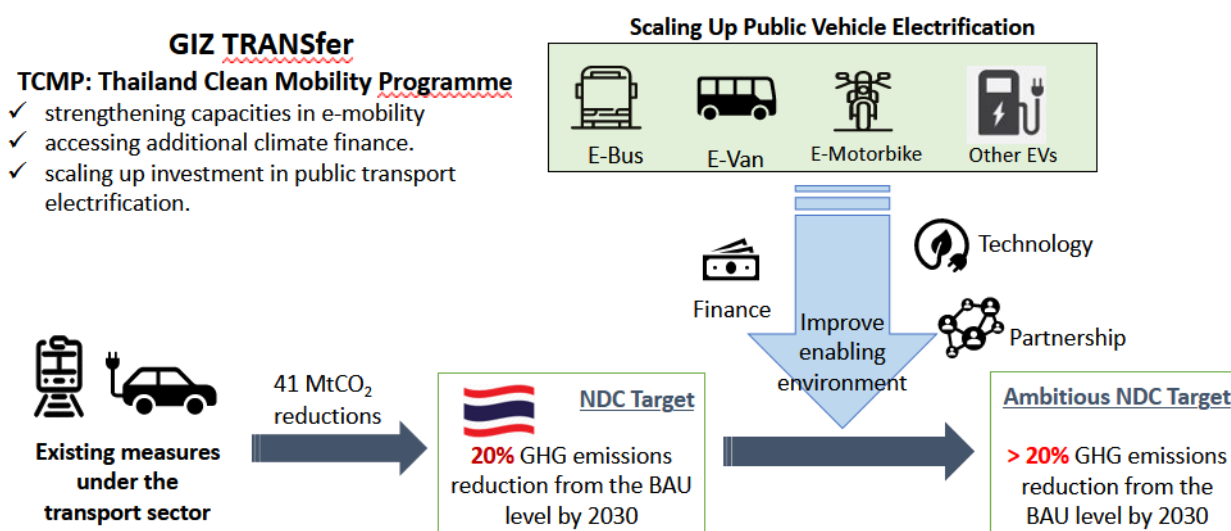 GIZ TRANSfer
TCMP: Thailand Clean Mobility Programme
✓ strengthening capacities in e-mobility
✓ accessing additional climate finance.
✓ scaling up investment in public transport
electrification.
Scaling Up Public Vehicle Electrification
E-Bus
E-Van
E-Motorbike
Other EVs
Finance
Technology
Partnership
Improve
enabling
environment
Existing measures
under the
transport sector
41 MtCO₂
reductions
NDC Target
20% GHG emissions
reduction from the BAU
level by 2030
Ambitious NDC Target
> 20% GHG emissions
reduction from the
BAU level by 2030